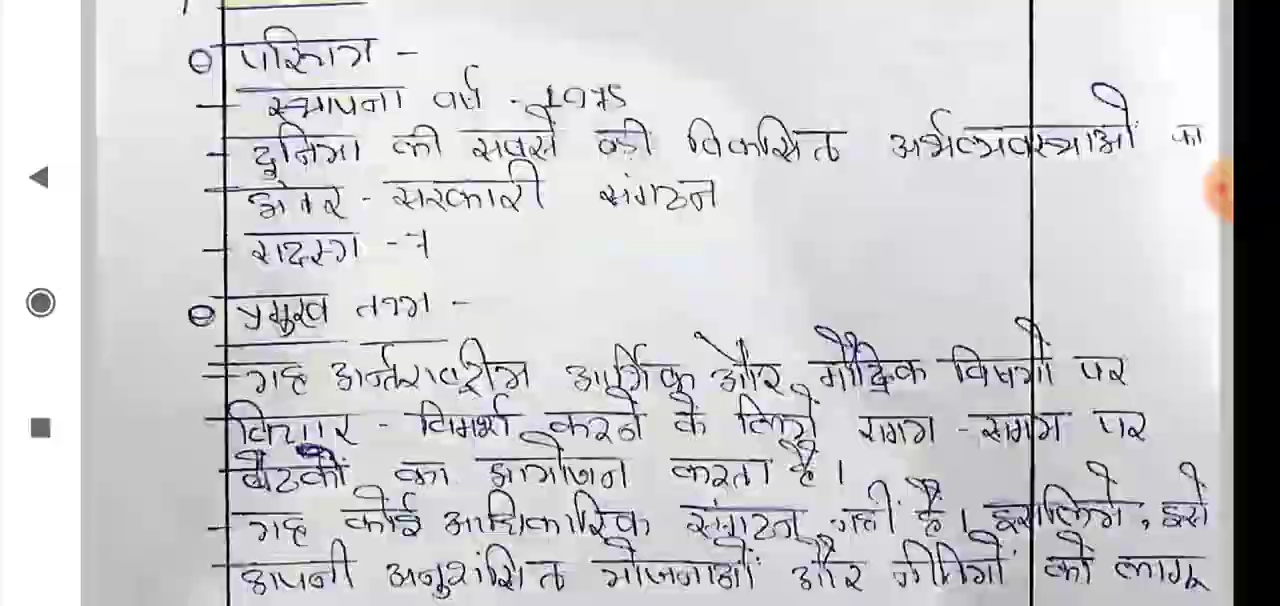 परिचय -
- स्थापना वर्ष - 1975
- दुनिया की सबसे बड़ी विकसित अर्थव्यवस्थाओं का
अंतर - सरकारी संगठन
- सदस्य - 7
प्रमुख तथ्य -
- यह अर्न्तराष्ट्रीय आर्थिक और मौद्रिक विषयों पर
विचार - विमर्श करने के लिये समय - समय पर
बैठकों का आयोजन करता है।
- यह कोई आधिकारिक संगठन नहीं है। इसलिये, इसे
अपनी अनुशंसित योजनाओं और नीतियों को लागू